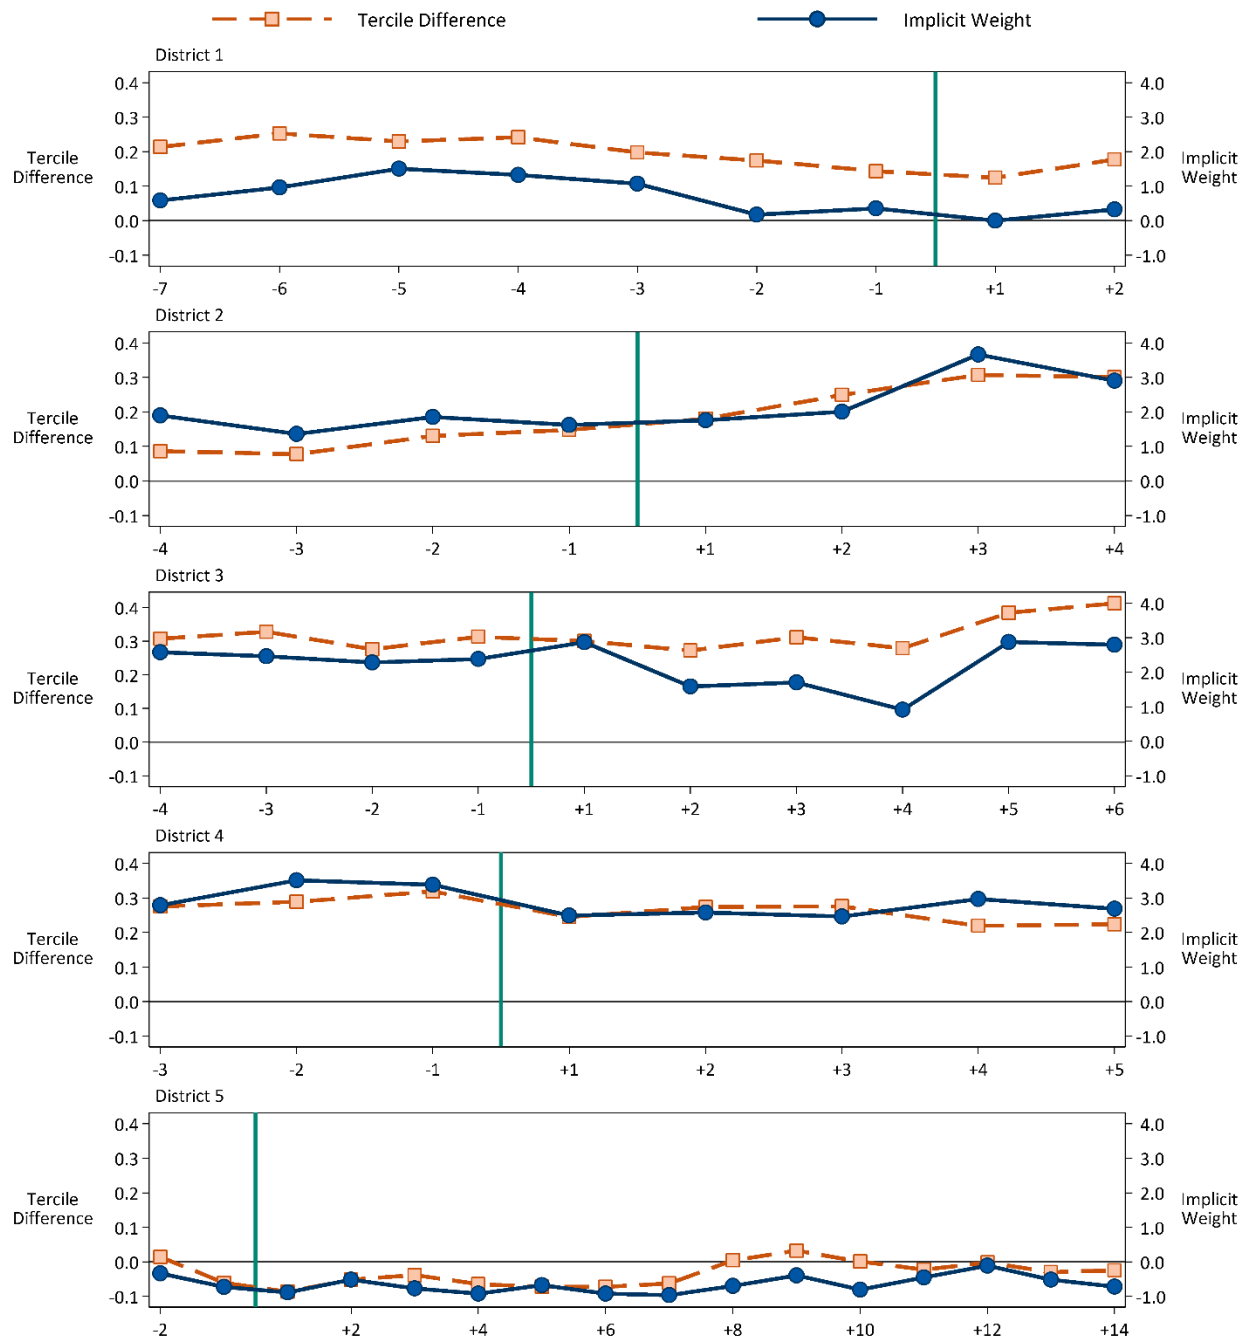 Tercile Difference Implicit Weight
District 1
0.4 4.0
0.3 3.0
0.2 2.0
Tercile Difference Implicit Weight
0.1 1.0
0.0 0.0
-0.1 -1.0
-7 -6 -5 -4 -3 -2 -1 +1 +2
District 2
0.4 4.0
0.3 3.0
0.2 2.0
Tercile Difference Implicit Weight
0.1 1.0
0.0 0.0
-0.1 -1.0
-4 -3 -2 -1 +1 +2 +3 +4
District 3
0.4 4.0
0.3 3.0
0.2 2.0
Tercile Difference Implicit Weight
0.1 1.0
0.0 0.0
-0.1 -1.0
-4 -3 -2 -1 +1 +2 +3 +4 +5 +6
District 4
0.4 4.0
0.3 3.0
0.2 2.0
Tercile Difference Implicit Weight
0.1 1.0
0.0 0.0
-0.1 -1.0
-3 -2 -1 +1 +2 +3 +4 +5
District 5
0.4 4.0
0.3 3.0
0.2 2.0
Tercile Difference Implicit Weight
0.1 1.0
0.0 0.0
-0.1 -1.0
-2 +2 +4 +6 +8 +10 +12 +14